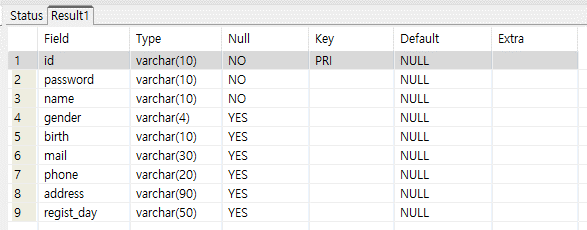 Status Result1
Field Type Null Key Default Extra
1 id varchar(10) NO PRI NULL
2 password varchar(10) NO NULL
3 name varchar(10) NO NULL
4 gender varchar(4) YES NULL
5 birth varchar(10) YES NULL
6 mail varchar(30) YES NULL
7 phone varchar(20) YES NULL
8 address varchar(90) YES NULL
9 regist_day varchar(50) YES NULL